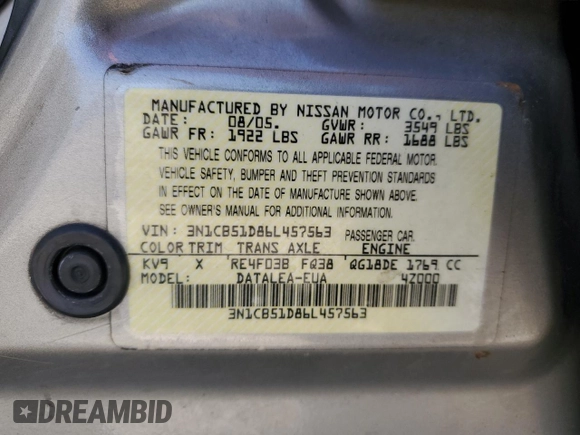 MANUFACTURED BY NISSAN MOTOR CO., LTD.
DATE: 08/05. GVWR: 3549 LBS
GAWR FR: 1922 LBS GAWR RR: 1688 LBS
THIS VEHICLE CONFORMS TO ALL APPLICABLE FEDERAL MOTOR.
VEHICLE SAFETY, BUMPER AND THEFT PREVENTION STANDARDS
IN EFFECT ON THE DATE OF MANUFACTURE SHOWN ABOVE.
SEE OWNER'S MANUAL FOR ADDITIONAL INFORMATION.
VIN: 3N1CB51D86L457563 PASSENGER CAR.
COLOR TRIM TRANS AXLE ENGINE
KV9 X RE4F03B FQ38 QG18DE 1769 CC
MODEL: DATALEA-EUA 4Z000
3N1CB51D86L457563
DREAMBID